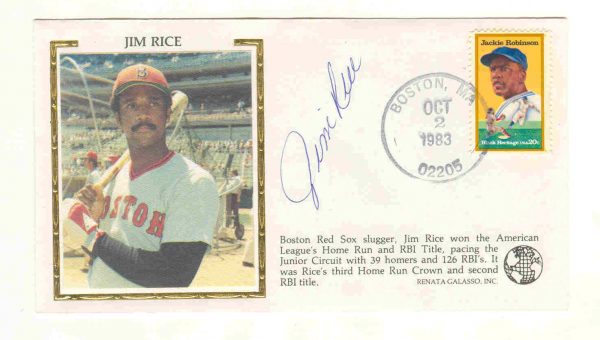 JIM RICE
B
BOSTON
Jim Rice
BOSTON, MA
OCT
2
1983
02205
Jackie Robinson
Black Heritage USA 20c
Boston Red Sox slugger, Jim Rice won the American
League's Home Run and RBI Title, pacing the
Junior Circuit with 39 homers and 126 RBI's. It
was Rice's third Home Run Crown and second
RBI title.
RENATA GALASSO, INC.